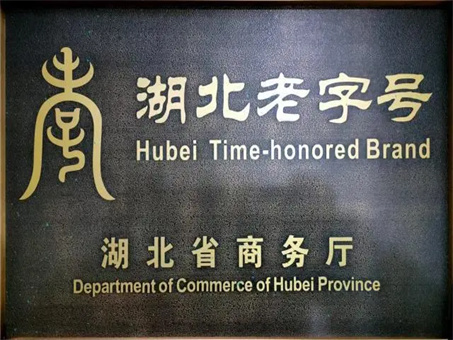 湖北老字号
Hubei Time-honored Brand
湖北省商务厅
Department of Commerce of Hubei Province